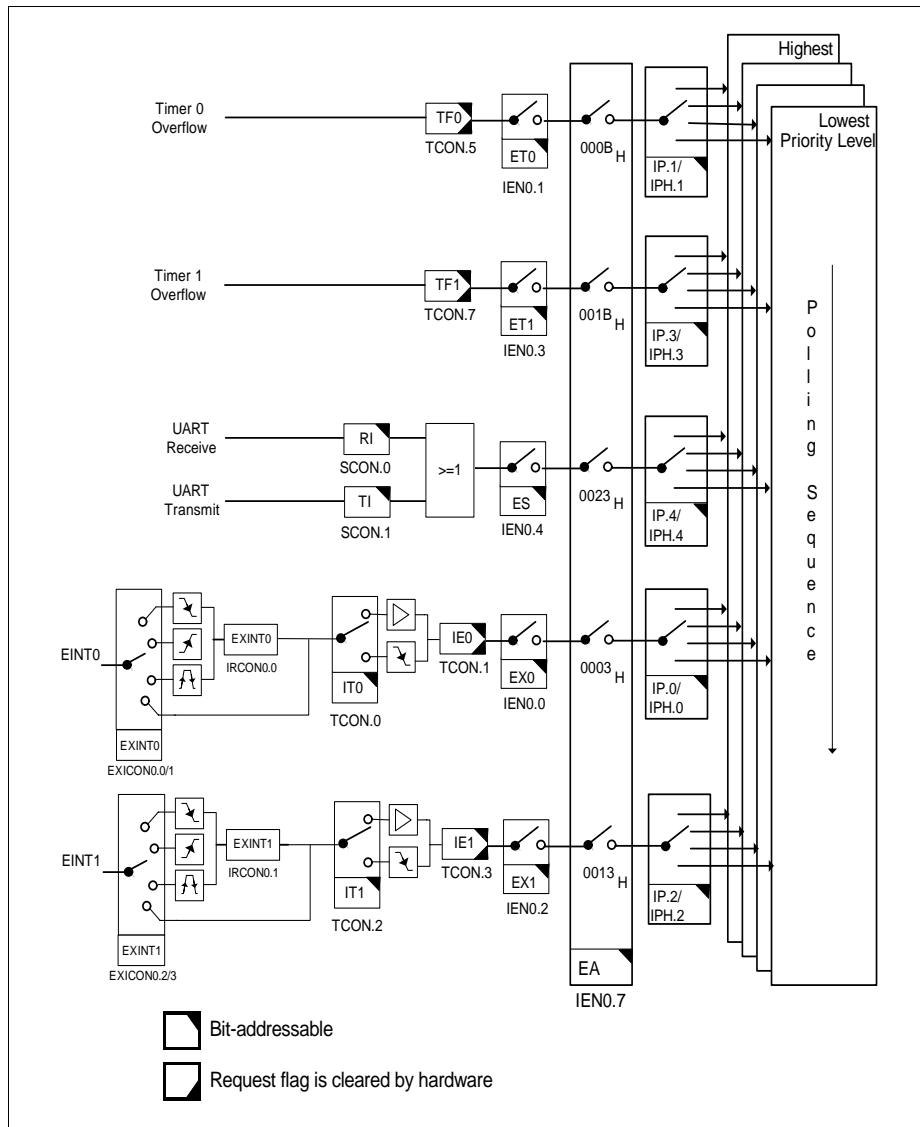 Highest
Lowest
Priority Level
Timer 0
Overflow
TF0
TCON.5
ET0
IEN0.1
000B H
IP.1/
IPH.1
Timer 1
Overflow
TF1
TCON.7
ET1
IEN0.3
001B H
IP.3/
IPH.3
Polling Sequence
UART
Receive
RI
SCON.0
UART
Transmit
TI
SCON.1
>=1
ES
IEN0.4
0023 H
IP.4/
IPH.4
EINT0
EXINT0
EXICON0.0/1
EXINT0
IRCON0.0
IT0
TCON.0
IE0
TCON.1
EX0
IEN0.0
0003 H
IP.0/
IPH.0
EINT1
EXINT1
EXICON0.2/3
EXINT1
IRCON0.1
IT1
TCON.2
IE1
TCON.3
EX1
IEN0.2
0013 H
IP.2/
IPH.2
EA
IEN0.7
Bit-addressable
Request flag is cleared by hardware